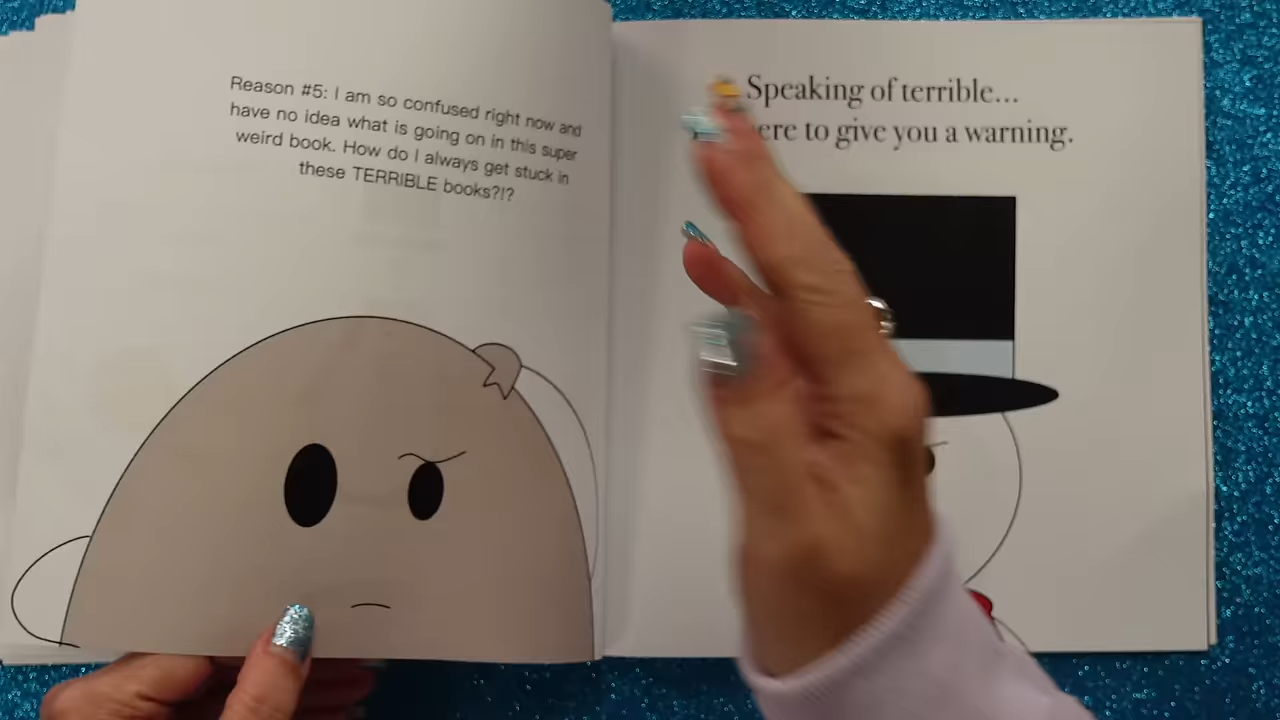 Reason #5: I am so confused right now and
have no idea what is going on in this super
weird book. How do I always get stuck in
these TERRIBLE books?!?
Speaking of terrible...
to give you a warning.